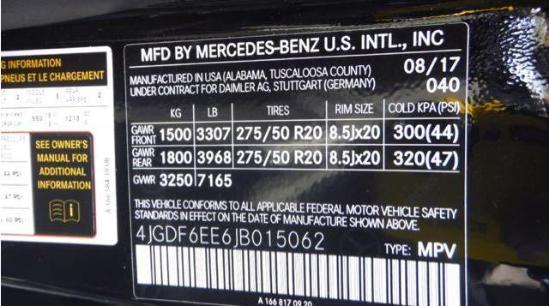 G INFORMATION
PNEUS ET LE CHARGEMENT
SEE OWNER'S
MANUAL FOR
ADDITIONAL
INFORMATION
MFD BY MERCEDES-BENZ U.S. INTL., INC
MANUFACTURED IN USA (ALABAMA, TUSCALOOSA COUNTY) 08/17
UNDER CONTRACT FOR DAIMLER AG, STUTTGART (GERMANY) 040
KG LB TIRES RIM SIZE COLD KPA (PSI)
GAWR FRONT 1500 3307 275/50 R20 8.5Jx20 300(44)
GAWR REAR 1800 3968 275/50 R20 8.5Jx20 320(47)
GVWR 3250 7165
THIS VEHICLE CONFORMS TO ALL APPLICABLE FEDERAL MOTOR VEHICLE SAFETY
STANDARDS IN EFFECT ON THE DATE OF MANUFACTURE SHOWN ABOVE.
4JGDF6EE6JB015062
TYPE: MPV
A 166 817 09 20